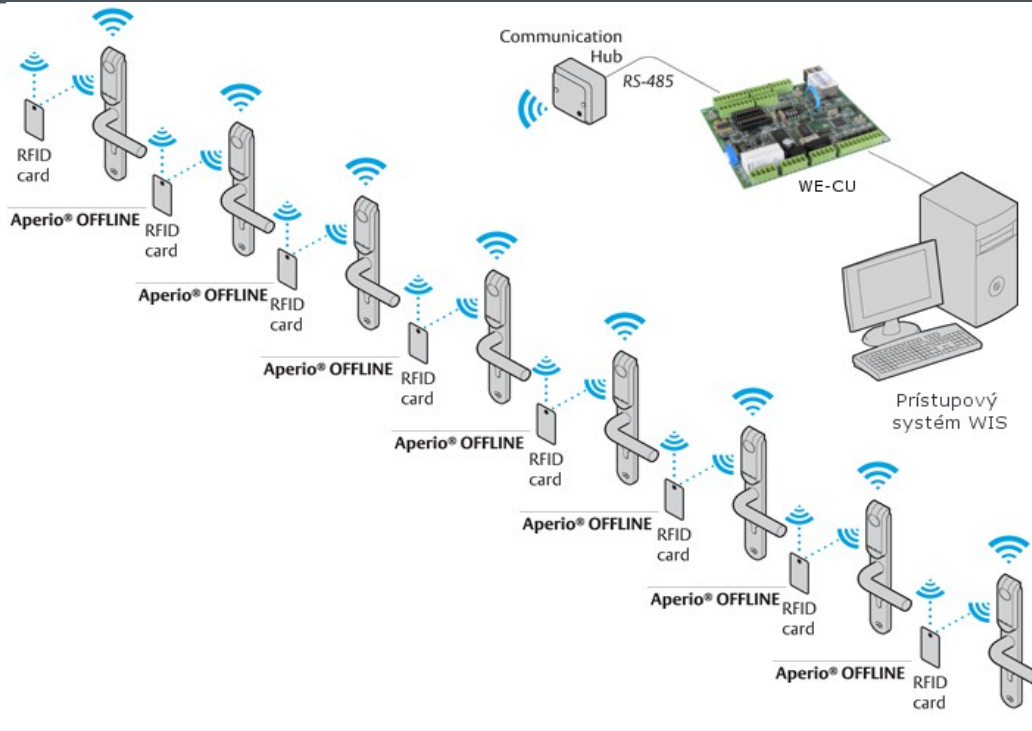 Communication
Hub
RS-485
WE-CU
Prístupový
systém WIS
RFID
card
Aperio® OFFLINE
RFID
card
Aperio® OFFLINE
RFID
card
Aperio® OFFLINE
RFID
card
Aperio® OFFLINE
RFID
card
Aperio® OFFLINE
RFID
card
Aperio® OFFLINE
RFID
card
Aperio® OFFLINE
RFID
card